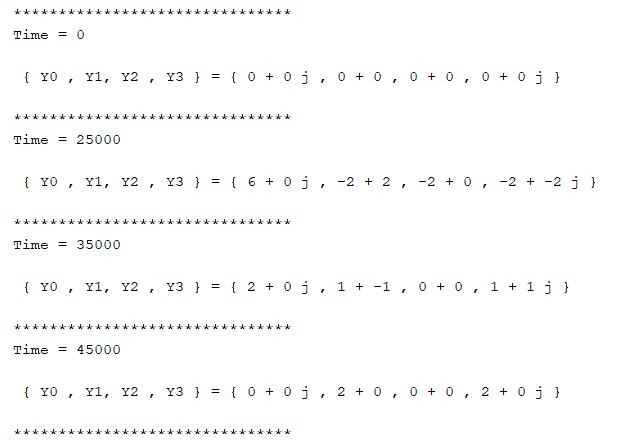 *******************************
Time = 0
{ Y0 , Y1, Y2 , Y3 } = { 0 + 0 j , 0 + 0 , 0 + 0 , 0 + 0 j }
*******************************
Time = 25000
{ Y0 , Y1, Y2 , Y3 } = { 6 + 0 j , -2 + 2 , -2 + 0 , -2 + -2 j }
*******************************
Time = 35000
{ Y0 , Y1, Y2 , Y3 } = { 2 + 0 j , 1 + -1 , 0 + 0 , 1 + 1 j }
*******************************
Time = 45000
{ Y0 , Y1, Y2 , Y3 } = { 0 + 0 j , 2 + 0 , 0 + 0 , 2 + 0 j }
*******************************